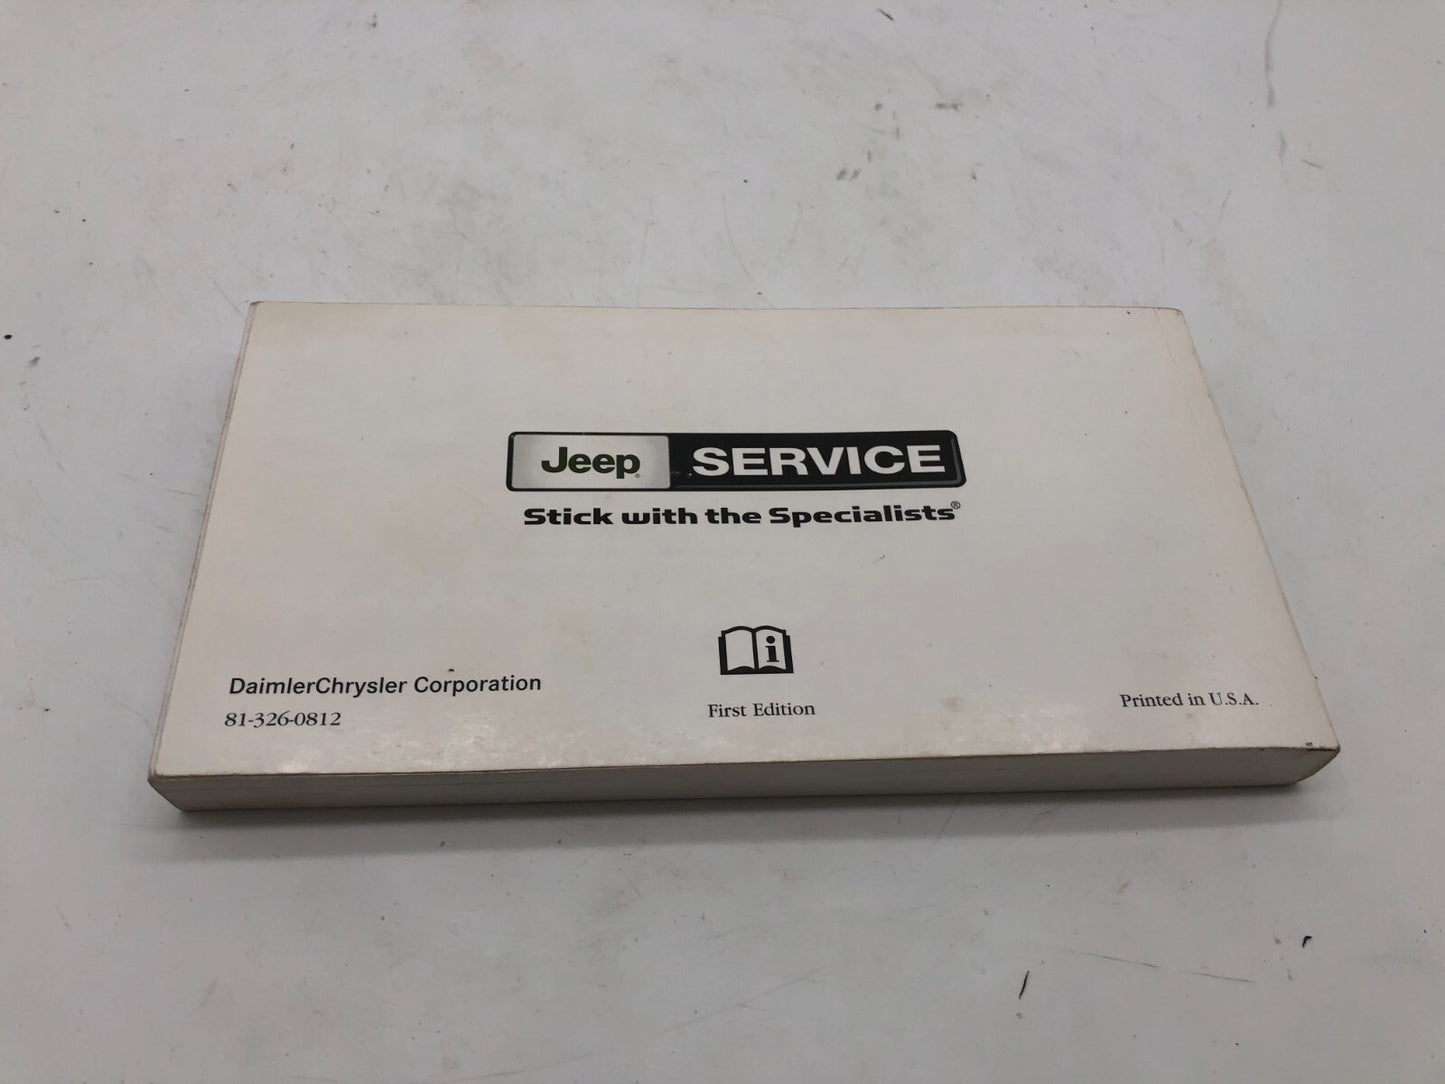 Jeep® SERVICE
Stick with the Specialists®
i
DaimlerChrysler Corporation
81-326-0812
First Edition
Printed in U.S.A.